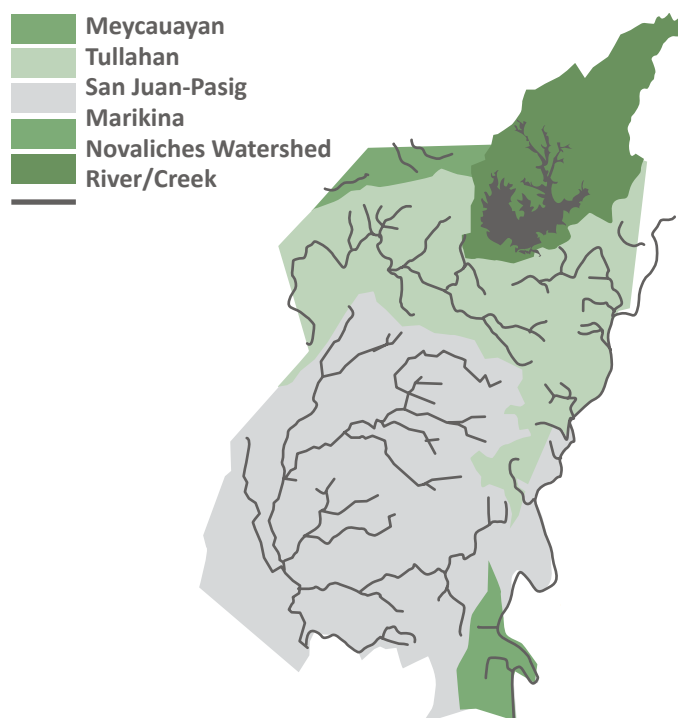 Meycauayan
Tullahan
San Juan-Pasig
Marikina
Novaliches Watershed
River/Creek